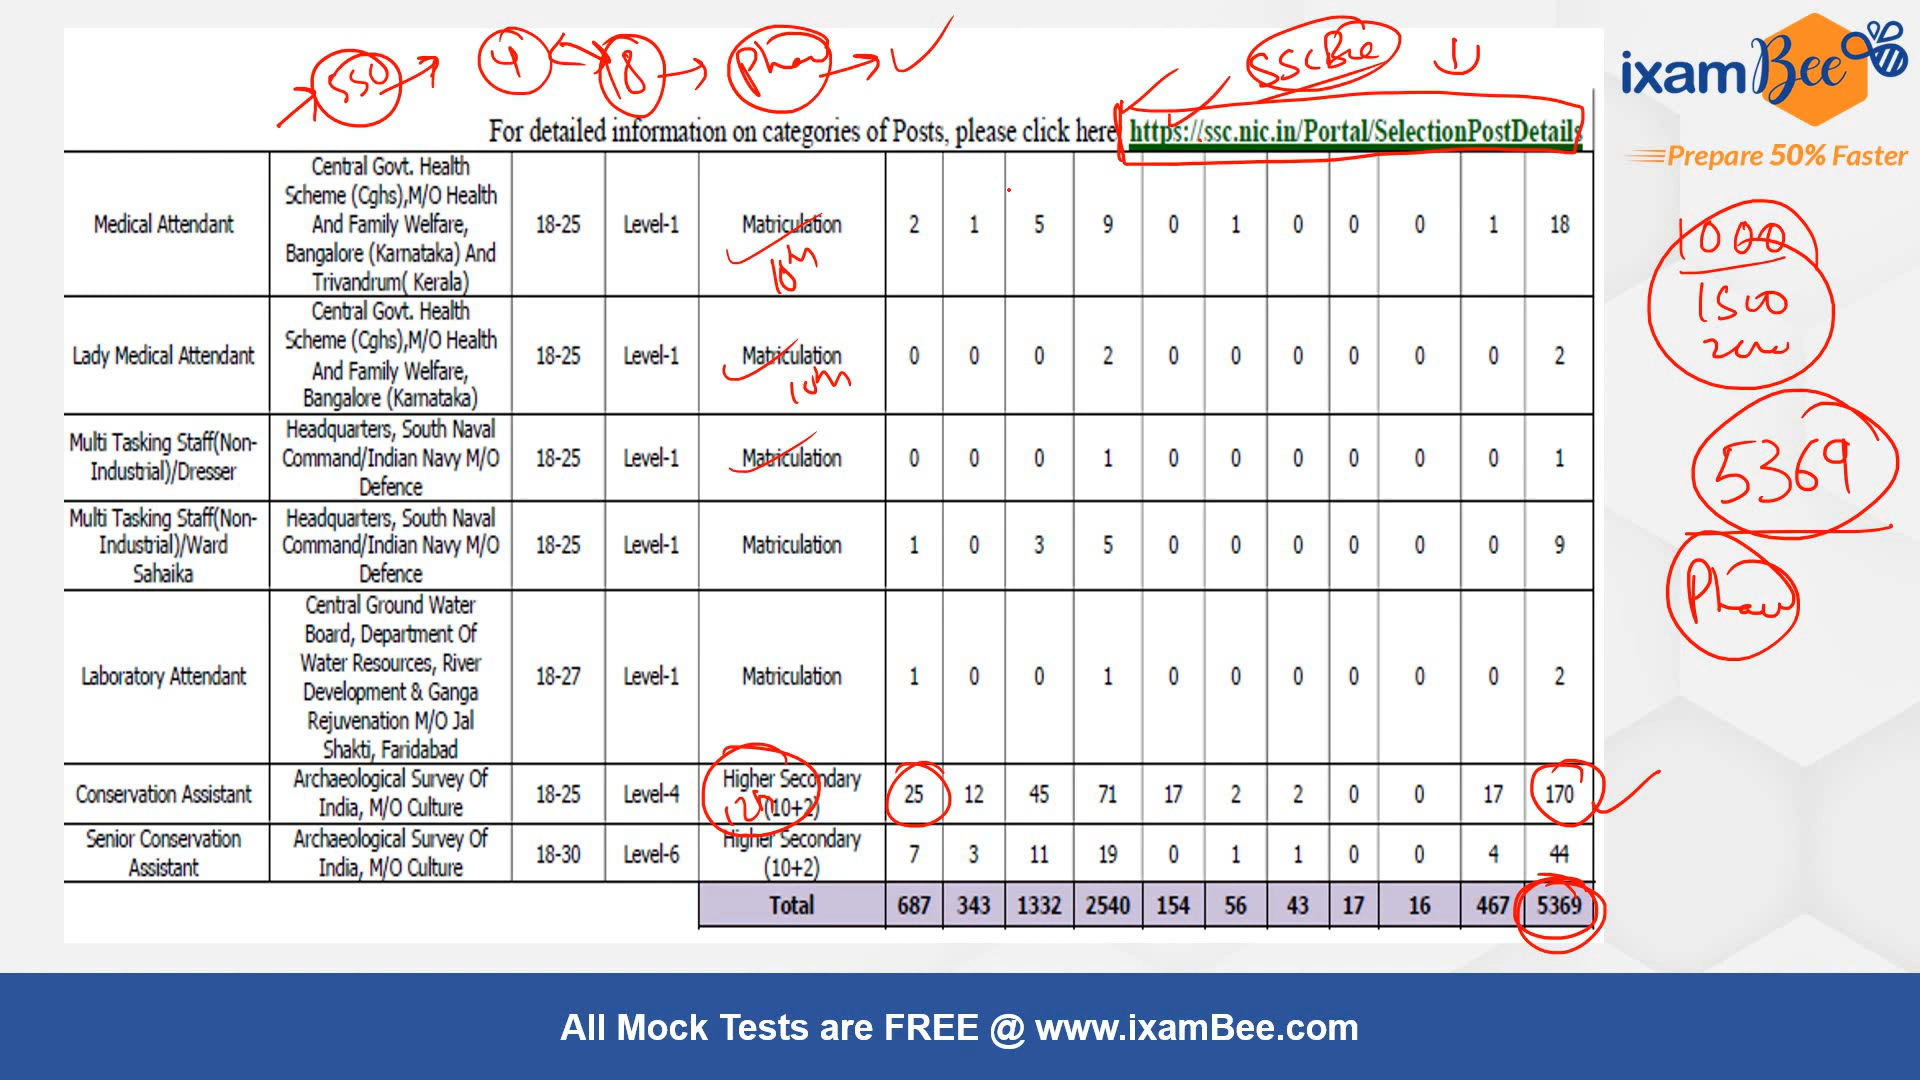 550 4 18 Phase SSC Bee 1
ixamBee
Prepare 50% Faster
For detailed information on categories of Posts, please click here https://ssc.nic.in/Portal/SelectionPostDetails
Medical Attendant
Central Govt. Health
Scheme (Cghs),M/O Health
And Family Welfare,
Bangalore (Karnataka) And
Trivandrum( Kerala)
18-25 Level-1 Matriculation 2 1 5 9 0 1 0 0 0 1 18
10th
Lady Medical Attendant
Central Govt. Health
Scheme (Cghs),M/O Health
And Family Welfare,
Bangalore (Karnataka)
18-25 Level-1 Matriculation 0 0 0 2 0 0 0 0 0 0 2
10th
Multi Tasking Staff(Non-
Industrial)/Dresser
Headquarters, South Naval
Command/Indian Navy M/O
Defence
18-25 Level-1 Matriculation 0 0 0 1 0 0 0 0 0 0 1
Multi Tasking Staff(Non-
Industrial)/Ward
Sahaika
Headquarters, South Naval
Command/Indian Navy M/O
Defence
18-25 Level-1 Matriculation 1 0 3 5 0 0 0 0 0 0 9
Laboratory Attendant
Central Ground Water
Board, Department Of
Water Resources, River
Development & Ganga
Rejuvenation M/O Jal
Shakti, Faridabad
18-27 Level-1 Matriculation 1 0 0 1 0 0 0 0 0 0 2
Conservation Assistant
Archaeological Survey Of
India, M/O Culture
18-25 Level-4
Higher Secondary
(10+2)
12th
25 12 45 71 17 2 2 0 0 17 170
Senior Conservation
Assistant
Archaeological Survey Of
India, M/O Culture
18-30 Level-6
Higher Secondary
(10+2)
7 3 11 19 0 1 1 0 0 4 44
Total 687 343 1332 2540 154 56 43 17 16 467 5369
1000
1500
2000
5369
Phase
All Mock Tests are FREE @ www.ixamBee.com